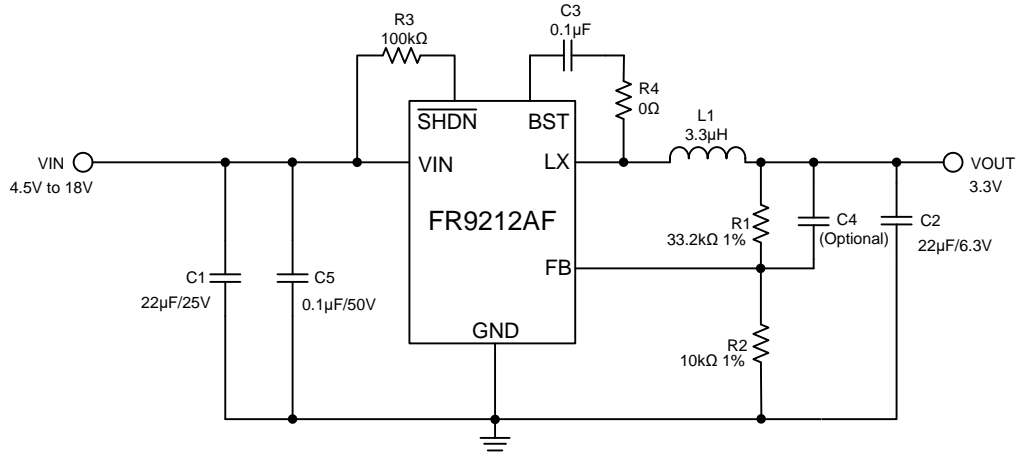 C3
0.1µF
R3
100kΩ
R4
0Ω
SHDN
BST
L1
3.3µH
VIN
4.5V to 18V
VIN
LX
VOUT
3.3V
FR9212AF
R1
33.2kΩ 1%
C4
(Optional)
C2
22µF/6.3V
FB
C1
22µF/25V
C5
0.1µF/50V
GND
R2
10kΩ 1%